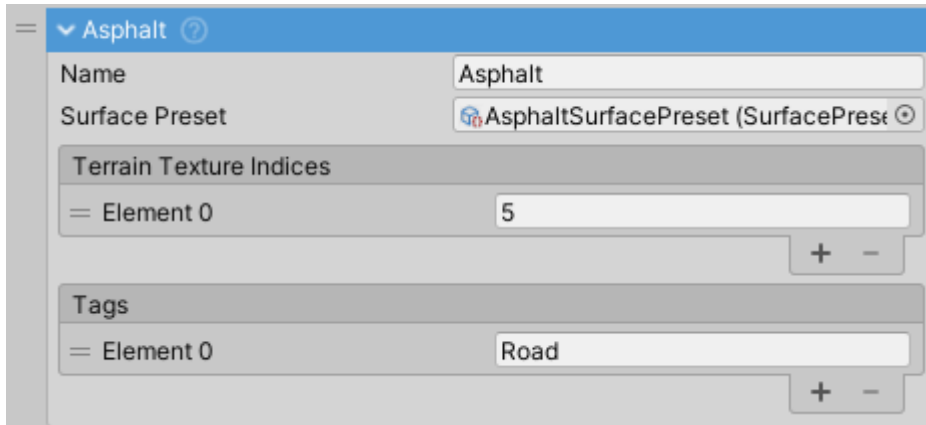 Asphalt
Name Asphalt
Surface Preset AsphaltSurfacePreset (SurfacePrese
Terrain Texture Indices
Element 0 5
+ −
Tags
Element 0 Road
+ −